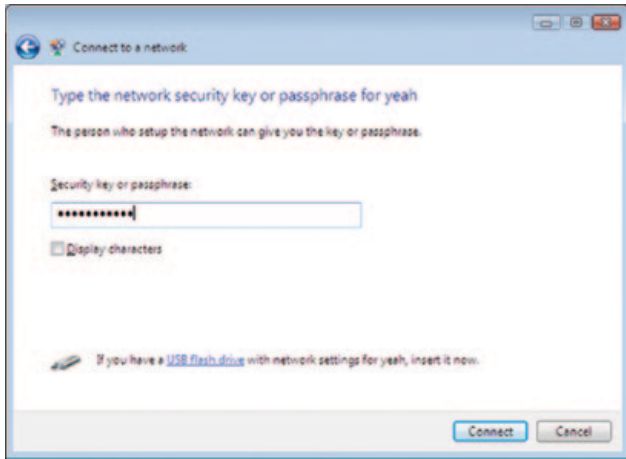 Connect to a network
Type the network security key or passphrase for yeah
The person who setup the network can give you the key or passphrase.
Security key or passphrase:
•••••••••••
Display characters
If you have a USB flash drive with network settings for yeah, insert it now.
Connect Cancel